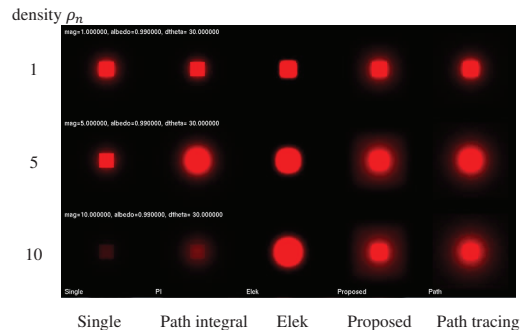 density ρₙ
mag=1.000000, albedo=0.990000, dtheta= 30.000000
1
mag=5.000000, albedo=0.990000, dtheta= 30.000000
5
mag=10.000000, albedo=0.990000, dtheta= 30.000000
10
Single PI Elek Proposed Path
Single Path integral Elek Proposed Path tracing